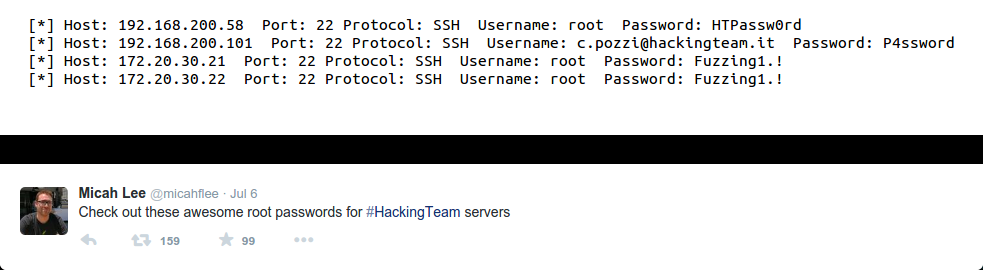 [*] Host: 192.168.200.58  Port: 22 Protocol: SSH  Username: root  Password: HTPassw0rd
[*] Host: 192.168.200.101  Port: 22 Protocol: SSH  Username: c.pozzi@hackingteam.it  Password: P4ssword
[*] Host: 172.20.30.21  Port: 22 Protocol: SSH  Username: root  Password: Fuzzing1.!
[*] Host: 172.20.30.22  Port: 22 Protocol: SSH  Username: root  Password: Fuzzing1.!
Micah Lee @micahflee · Jul 6
Check out these awesome root passwords for #HackingTeam servers
159 99